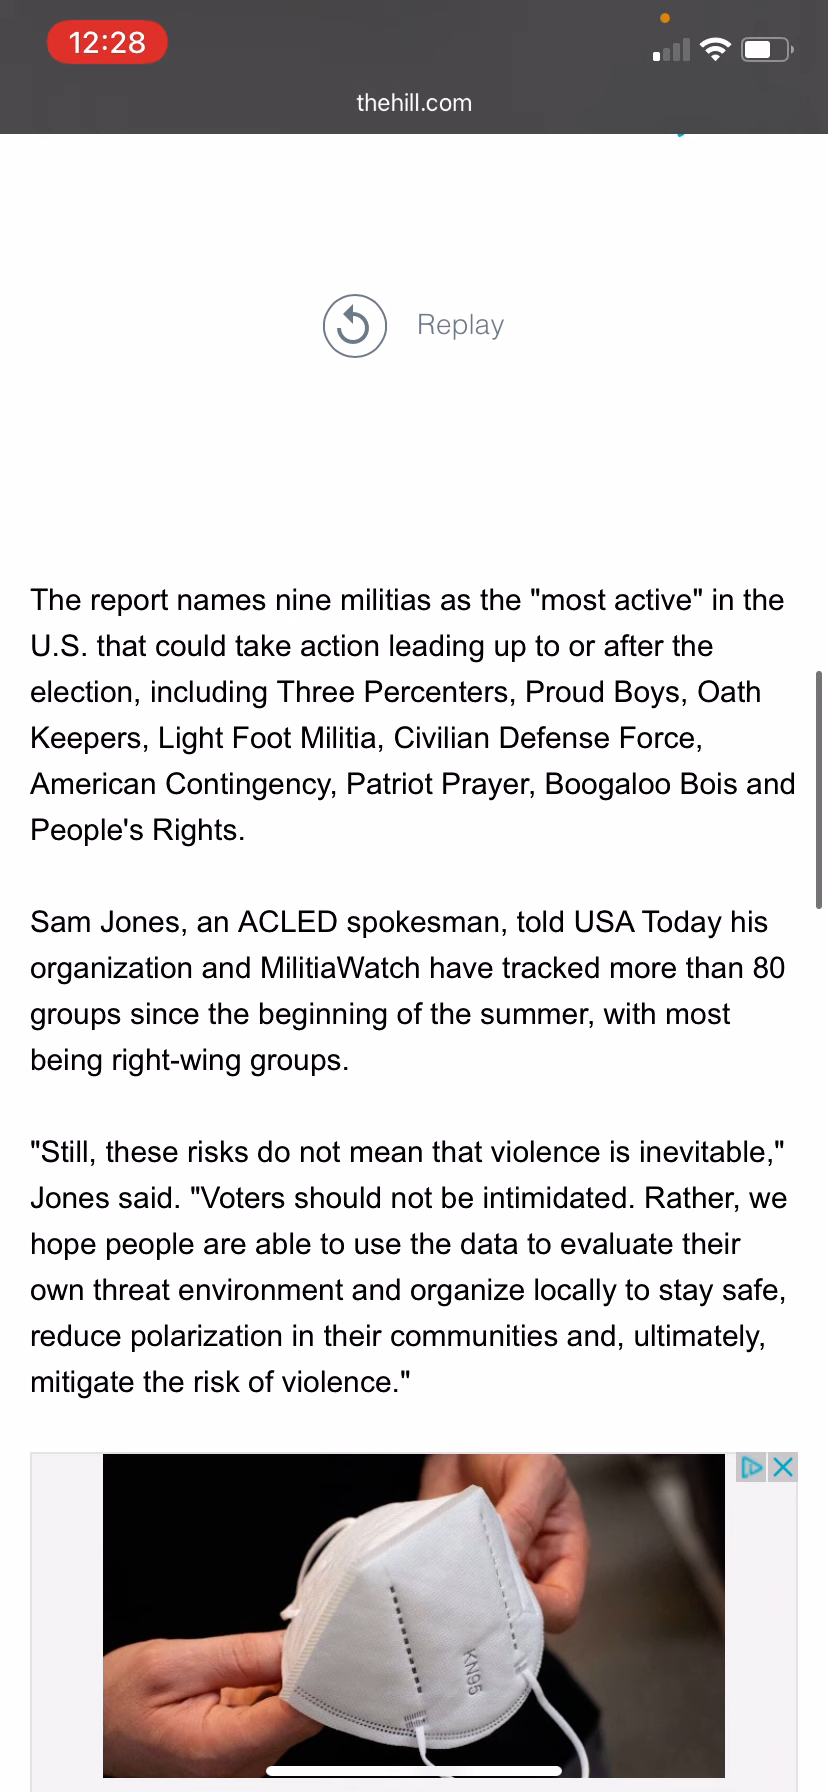 12:28
thehill.com
Replay
The report names nine militias as the "most active" in the
U.S. that could take action leading up to or after the
election, including Three Percenters, Proud Boys, Oath
Keepers, Light Foot Militia, Civilian Defense Force,
American Contingency, Patriot Prayer, Boogaloo Bois and
People's Rights.
Sam Jones, an ACLED spokesman, told USA Today his
organization and MilitiaWatch have tracked more than 80
groups since the beginning of the summer, with most
being right-wing groups.
"Still, these risks do not mean that violence is inevitable,"
Jones said. "Voters should not be intimidated. Rather, we
hope people are able to use the data to evaluate their
own threat environment and organize locally to stay safe,
reduce polarization in their communities and, ultimately,
mitigate the risk of violence."
KN95